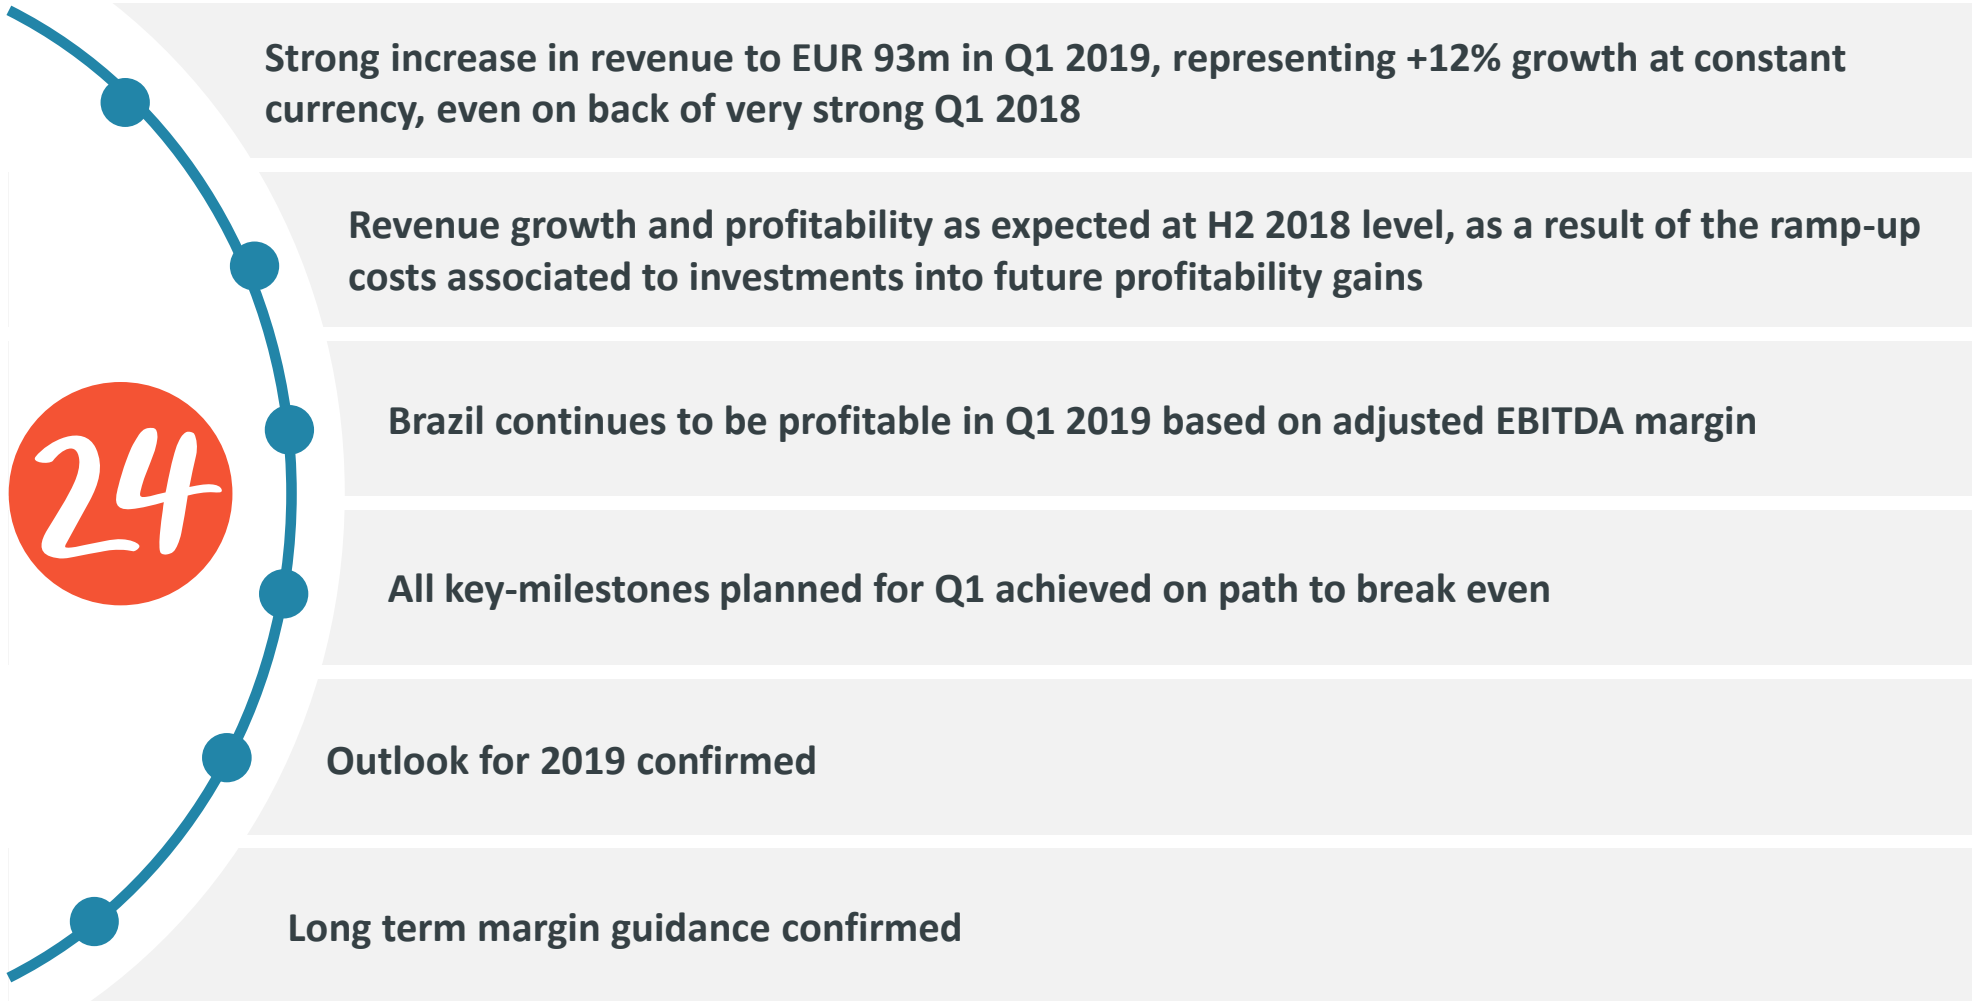 Strong increase in revenue to EUR 93m in Q1 2019, representing +12% growth at constant
currency, even on back of very strong Q1 2018
Revenue growth and profitability as expected at H2 2018 level, as a result of the ramp-up
costs associated to investments into future profitability gains
Brazil continues to be profitable in Q1 2019 based on adjusted EBITDA margin
24
All key-milestones planned for Q1 achieved on path to break even
Outlook for 2019 confirmed
Long term margin guidance confirmed